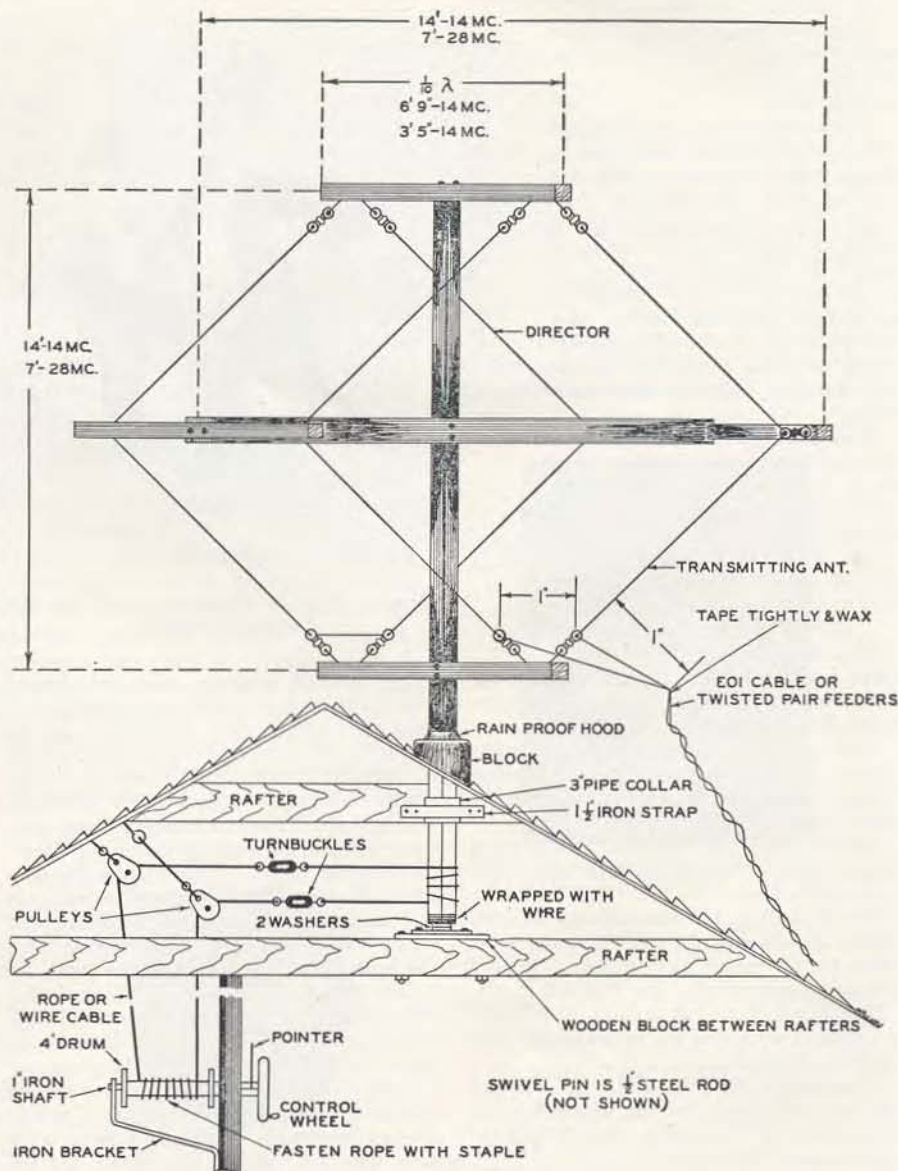 14'-14 MC.
7'-28 MC.
1/10 λ
6' 9"-14 MC.
3' 5"-14 MC.
DIRECTOR
14'-14 MC.
7'-28 MC.
TRANSMITTING ANT.
1"
1"
TAPE TIGHTLY & WAX
EO1 CABLE OR
TWISTED PAIR FEEDERS
RAIN PROOF HOOD
BLOCK
RAFTER
3" PIPE COLLAR
1 1/2" IRON STRAP
TURNBUCKLES
PULLEYS
2 WASHERS
WRAPPED WITH
WIRE
RAFTER
ROPE OR
WIRE CABLE
WOODEN BLOCK BETWEEN RAFTERS
4" DRUM
POINTER
1" IRON
SHAFT
SWIVEL PIN IS 1/2" STEEL ROD
(NOT SHOWN)
CONTROL
WHEEL
IRON BRACKET
FASTEN ROPE WITH STAPLE